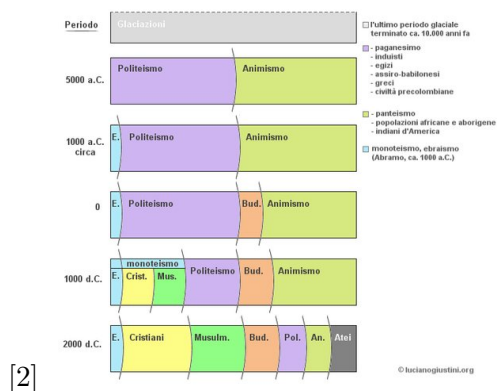 Periodo
Glaciazioni
l'ultimo periodo glaciale
terminato ca. 10.000 anni fa
5000 a.C.
Politeismo
Animismo
- paganesimo
- induisti
- egizi
- assiro-babilonesi
- greci
- civiltà precolombiane
- panteismo
- popolazioni africane e aborigene
- indiani d'America
monoteismo, ebraismo
(Abramo, ca. 1000 a.C.)
1000 a.C.
circa
E.
Politeismo
Animismo
0
E.
Politeismo
Bud.
Animismo
1000 d.C.
monoteismo
E.
Crist.
Mus.
Politeismo
Bud.
Animismo
2000 d.C.
E.
Cristiani
Musulm.
Bud.
Pol.
An.
Atei
© lucianogiustini.org
[2]